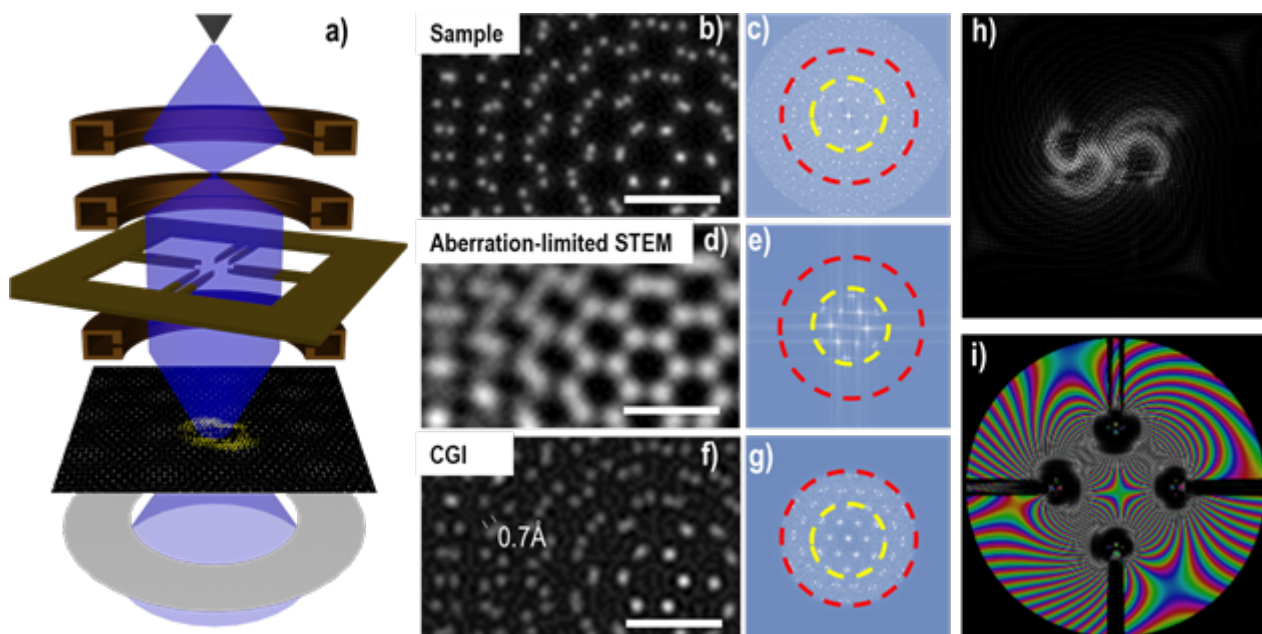 a)
Sample
b)
c)
Aberration-limited STEM
d)
e)
CGI
f)
0.7Å
g)
h)
i)